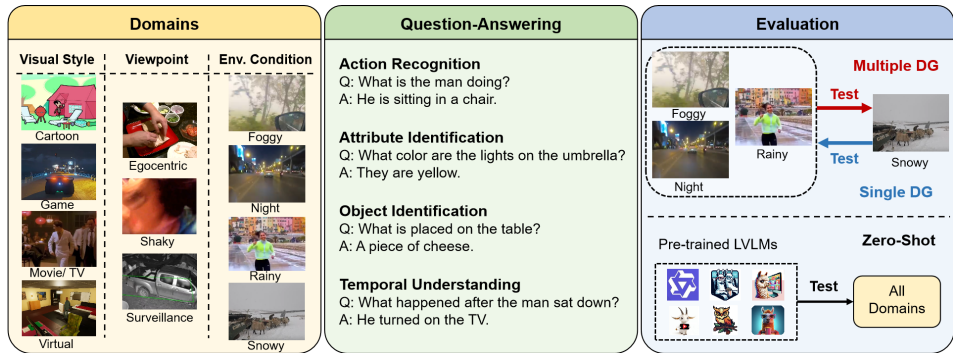 Domains
Visual Style
Viewpoint
Env. Condition
Cartoon
Game
Movie/ TV
Virtual
Egocentric
Shaky
Surveillance
Foggy
Night
Rainy
Snowy
Question-Answering
Action Recognition
Q: What is the man doing?
A: He is sitting in a chair.
Attribute Identification
Q: What color are the lights on the umbrella?
A: They are yellow.
Object Identification
Q: What is placed on the table?
A: A piece of cheese.
Temporal Understanding
Q: What happened after the man sat down?
A: He turned on the TV.
Evaluation
Foggy
Night
Rainy
Multiple DG
Test
Test
Snowy
Single DG
Pre-trained LVLMs
Zero-Shot
Test
All
Domains